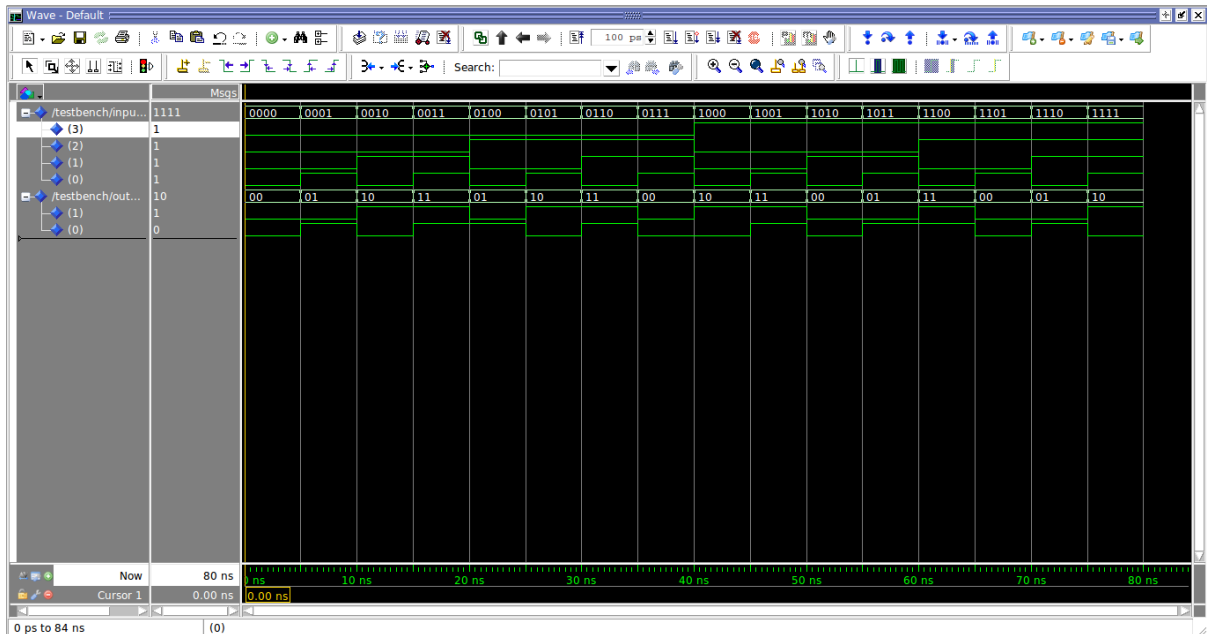 Wave - Default
100 ps
Search:
Msgs
/testbench/inpu... 1111 0000 0001 0010 0011 0100 0101 0110 0111 1000 1001 1010 1011 1100 1101 1110 1111
(3) 1
(2) 1
(1) 1
(0) 1
/testbench/out... 10 00 01 10 11 01 10 11 00 10 11 00 01 11 00 01 10
(1) 1
(0) 0
Now 80 ns ns 10 ns 20 ns 30 ns 40 ns 50 ns 60 ns 70 ns 80 ns
Cursor 1 0.00 ns 0.00 ns
0 ps to 84 ns (0)